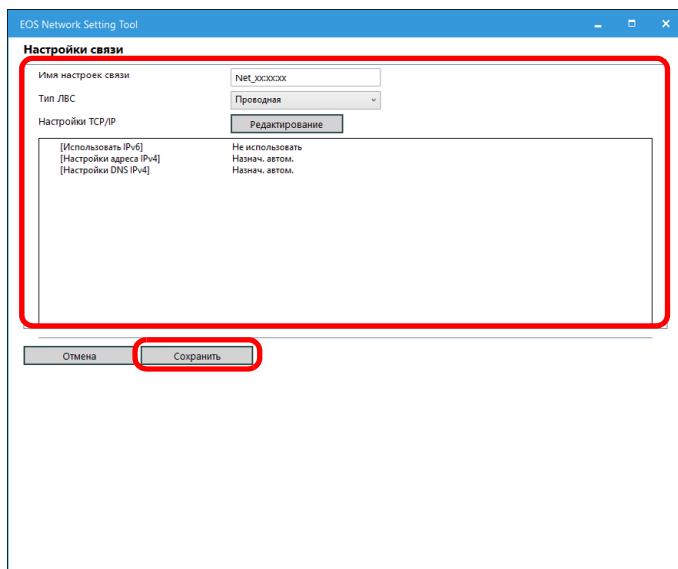 EOS Network Setting Tool
Настройки связи
Имя настроек связи Net_xx:xx:xx
Тип ЛВС Проводная
Настройки TCP/IP Редактирование
[Использовать IPv6] Не использовать
[Настройки адреса IPv4] Назнач. автом.
[Настройки DNS IPv4] Назнач. автом.
Отмена Сохранить